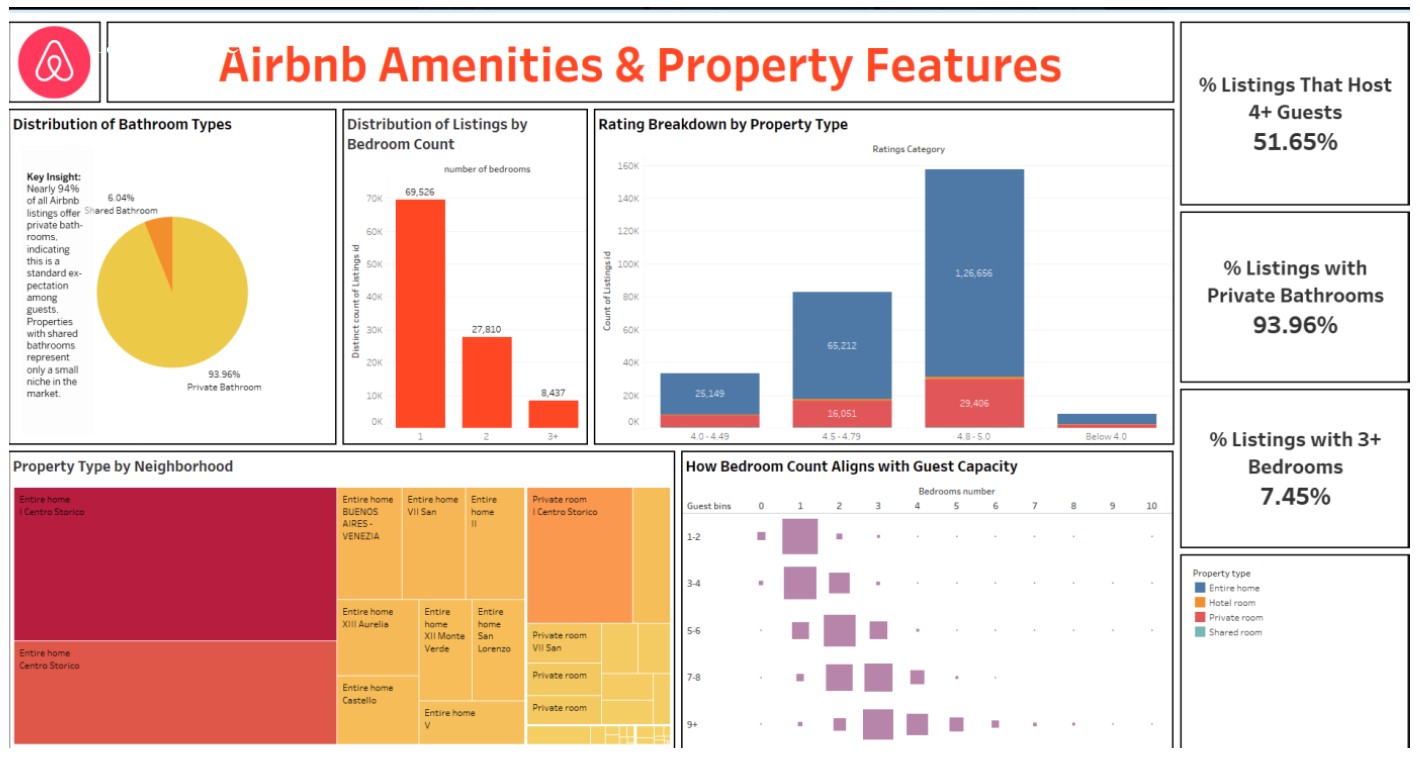 Airbnb Amenities & Property Features
% Listings That Host
4+ Guests
51.65%
Distribution of Bathroom Types
Key Insight:
Nearly 94%
of all Airbnb
listings offer
private bath-
rooms,
indicating
this is a
standard ex-
pectation
among
guests.
Properties
with shared
bathrooms
represent
only a small
niche in the
market.
6.04%
Shared Bathroom
93.96%
Private Bathroom
Distribution of Listings by
Bedroom Count
number of bedrooms
Distinct count of Listings id
70K
60K
50K
40K
30K
20K
10K
0K
69,526
27,810
8,437
1
2
3+
Rating Breakdown by Property Type
Ratings Category
Count of Listings id
160K
140K
120K
100K
80K
60K
40K
20K
0K
25,149
65,212
16,051
1,26,656
29,406
4.0 - 4.49
4.5 - 4.79
4.8 - 5.0
Below 4.0
% Listings with
Private Bathrooms
93.96%
% Listings with 3+
Bedrooms
7.45%
Property Type by Neighborhood
Entire home
I Centro Storico
Entire home
Centro Storico
Entire home
BUENOS
AIRES -
VENEZIA
Entire home
VII San
Entire
home
II
Entire home
XIII Aurelia
Entire
home
XII Monte
Verde
Entire
home
San
Lorenzo
Entire home
Castello
Entire home
V
Private room
I Centro Storico
Private room
VII San
Private room
Private room
How Bedroom Count Aligns with Guest Capacity
Bedrooms number
Guest bins 0 1 2 3 4 5 6 7 8 9 10
1-2
3-4
5-6
7-8
9+
Property type
Entire home
Hotel room
Private room
Shared room